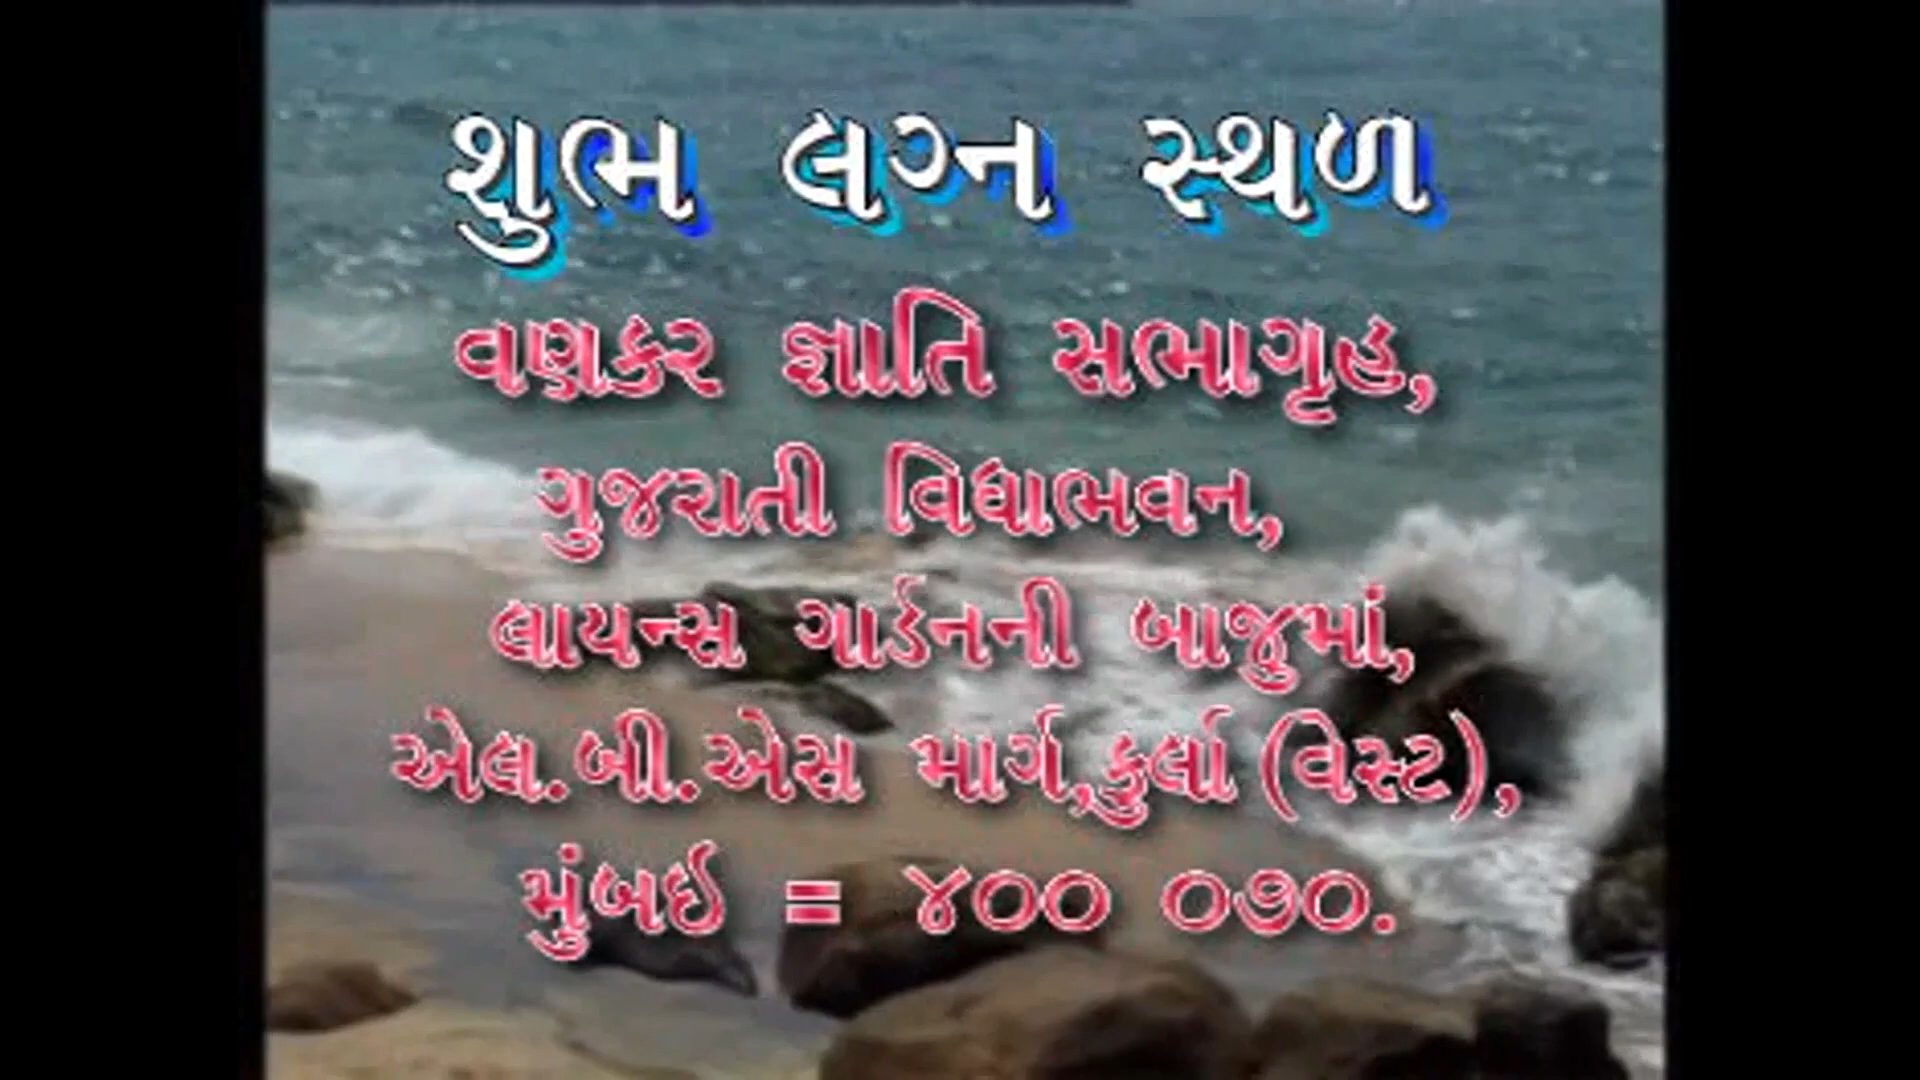 શુભ લગ્ન સ્થળ
વણકર જ્ઞાતિ સભાગૃહ,
ગુજરાતી વિદ્યાભવન,
લાયન્સ ગાર્ડનની બાજુમાં,
એલ.બી.એસ માર્ગ,કુર્લા (વેસ્ટ),
મુંબઈ = ૪૦૦ ૦૭૦.